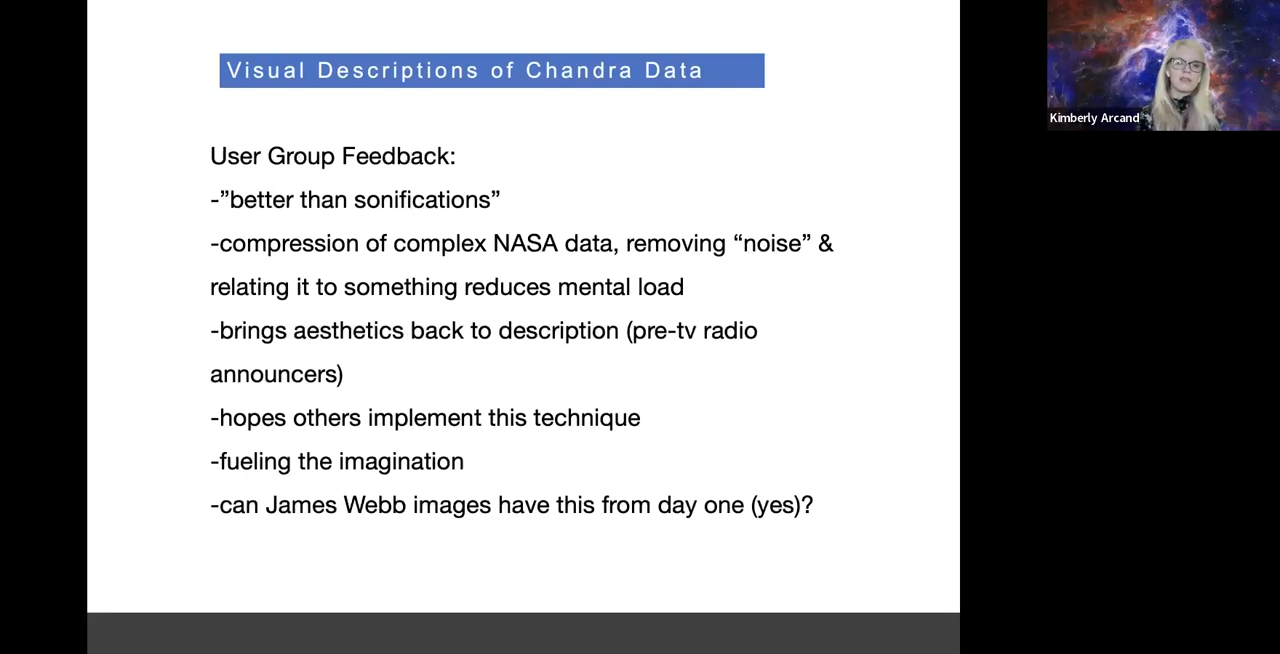 Visual Descriptions of Chandra Data
Kimberly Arcand
User Group Feedback:
-”better than sonifications”
-compression of complex NASA data, removing “noise” &
relating it to something reduces mental load
-brings aesthetics back to description (pre-tv radio
announcers)
-hopes others implement this technique
-fueling the imagination
-can James Webb images have this from day one (yes)?